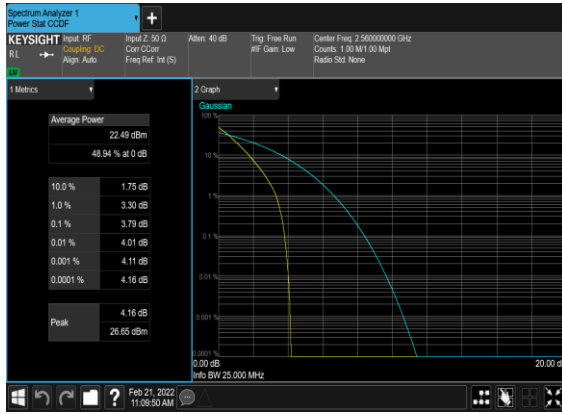 Spectrum Analyzer 1
Power Stat CCDF
+
KEYSIGHT
RL
LXI
Input: RF
Coupling: DC
Align: Auto
Input Z: 50 Ω
Corr CCorr
Freq Ref: Int (S)
Atten: 40 dB
Trig: Free Run
#IF Gain: Low
Center Freq: 2.560000000 GHz
Counts: 1.00 M/1.00 Mpt
Radio Std: None
1 Metrics
Average Power
22.49 dBm
48.94 % at 0 dB
10.0 % 1.75 dB
1.0 % 3.30 dB
0.1 % 3.79 dB
0.01 % 4.01 dB
0.001 % 4.11 dB
0.0001 % 4.16 dB
Peak
4.16 dB
26.65 dBm
2 Graph
Gaussian
100 %
10 %
1 %
0.1 %
0.01 %
0.001 %
0.0001 %
0.00 dB
20.00 d
Info BW 25.000 MHz
?
Feb 21, 2022
11:09:50 AM